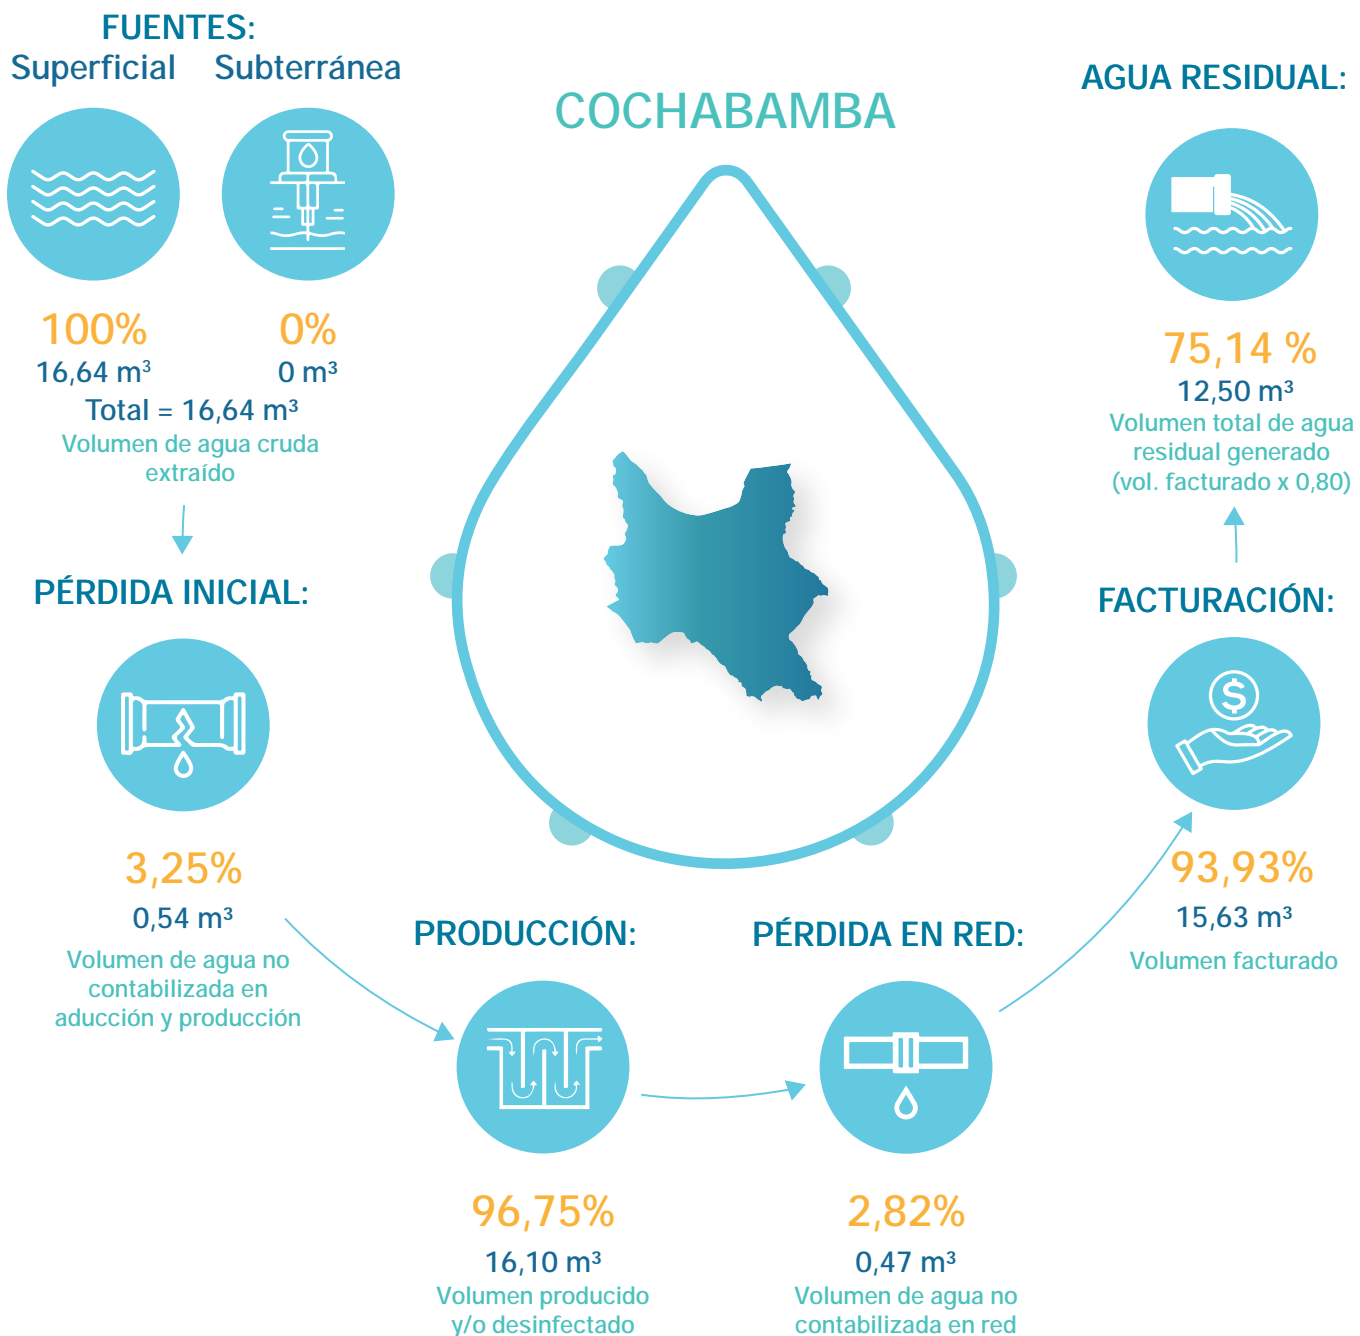 FUENTES:
Superficial Subterránea
100% 0%
16,64 m³ 0 m³
Total = 16,64 m³
Volumen de agua cruda
extraído
PÉRDIDA INICIAL:
3,25%
0,54 m³
Volumen de agua no
contabilizada en
aducción y producción
COCHABAMBA
PRODUCCIÓN:
96,75%
16,10 m³
Volumen producido
y/o desinfectado
PÉRDIDA EN RED:
2,82%
0,47 m³
Volumen de agua no
contabilizada en red
FACTURACIÓN:
$
93,93%
15,63 m³
Volumen facturado
AGUA RESIDUAL:
75,14 %
12,50 m³
Volumen total de agua
residual generado
(vol. facturado x 0,80)